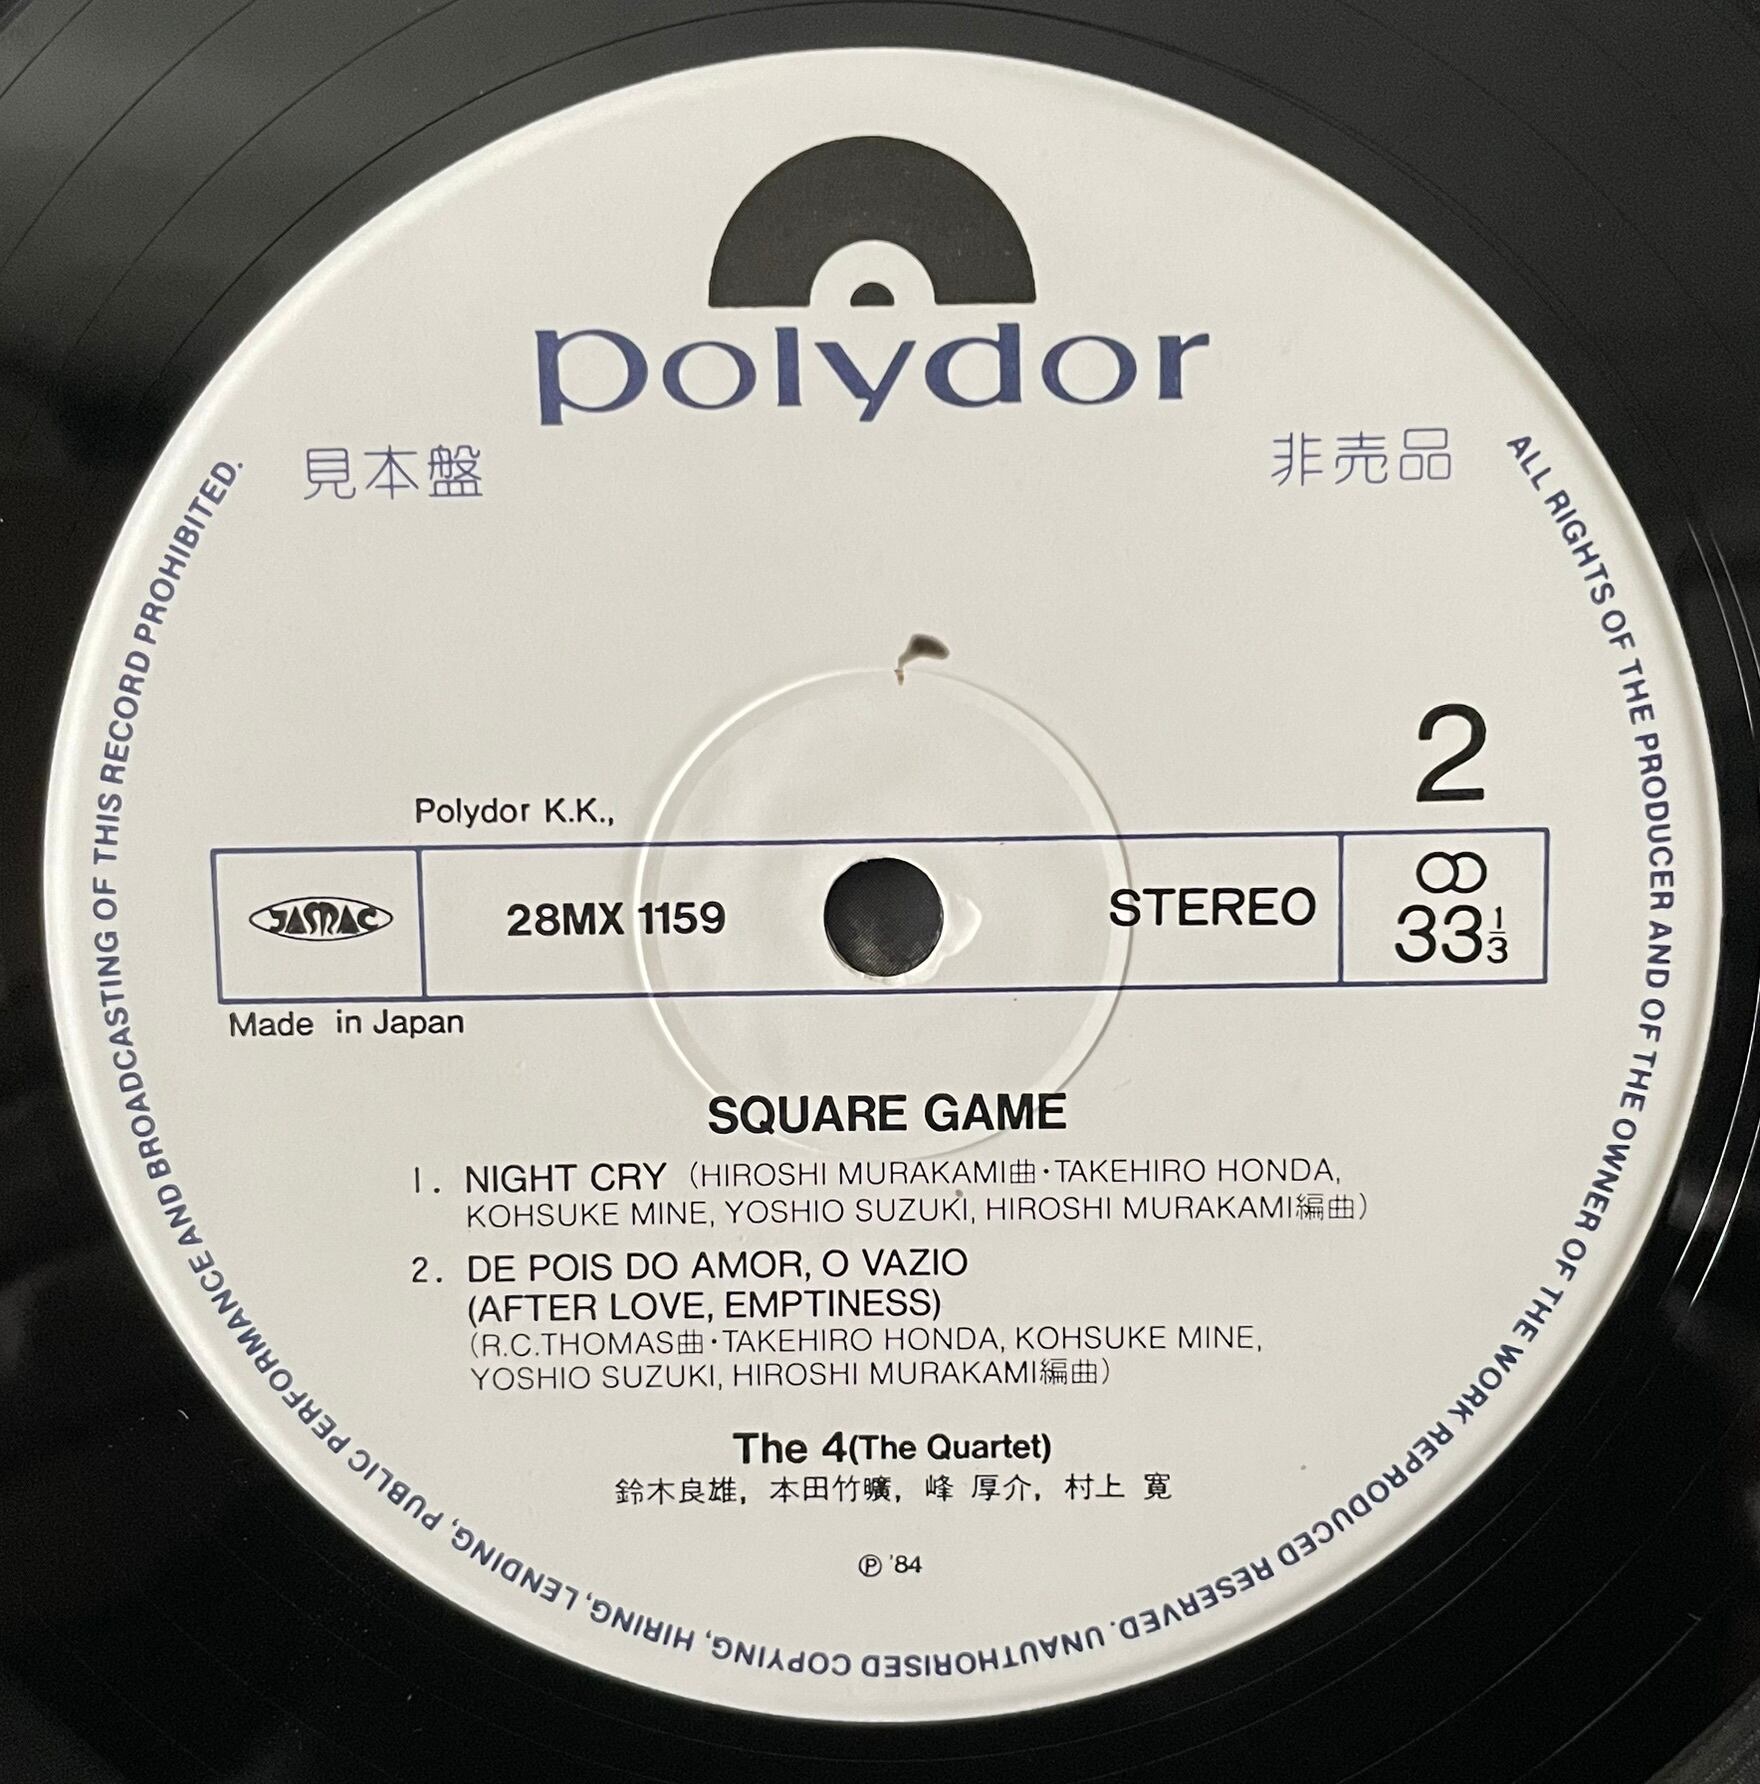 polydor
見本盤
非売品
2
Polydor K.K.,
JASRAC
28MX 1159
STEREO
33 1/3
Made in Japan
SQUARE GAME
1. NIGHT CRY (HIROSHI MURAKAMI曲・TAKEHIRO HONDA,
KOHSUKE MINE, YOSHIO SUZUKI, HIROSHI MURAKAMI編曲)
2. DE POIS DO AMOR, O VAZIO
(AFTER LOVE, EMPTINESS)
(R.C.THOMAS曲・TAKEHIRO HONDA, KOHSUKE MINE,
YOSHIO SUZUKI, HIROSHI MURAKAMI編曲)
The 4(The Quartet)
鈴木良雄, 本田竹曠, 峰 厚介, 村上 寛
Ⓟ '84
ALL RIGHTS OF THE PRODUCER AND OF THE OWNER OF THE WORK REPRODUCED RESERVED. UNAUTHORISED COPYING, HIRING, LENDING, PUBLIC PERFORMANCE AND BROADCASTING OF THIS RECORD PROHIBITED.